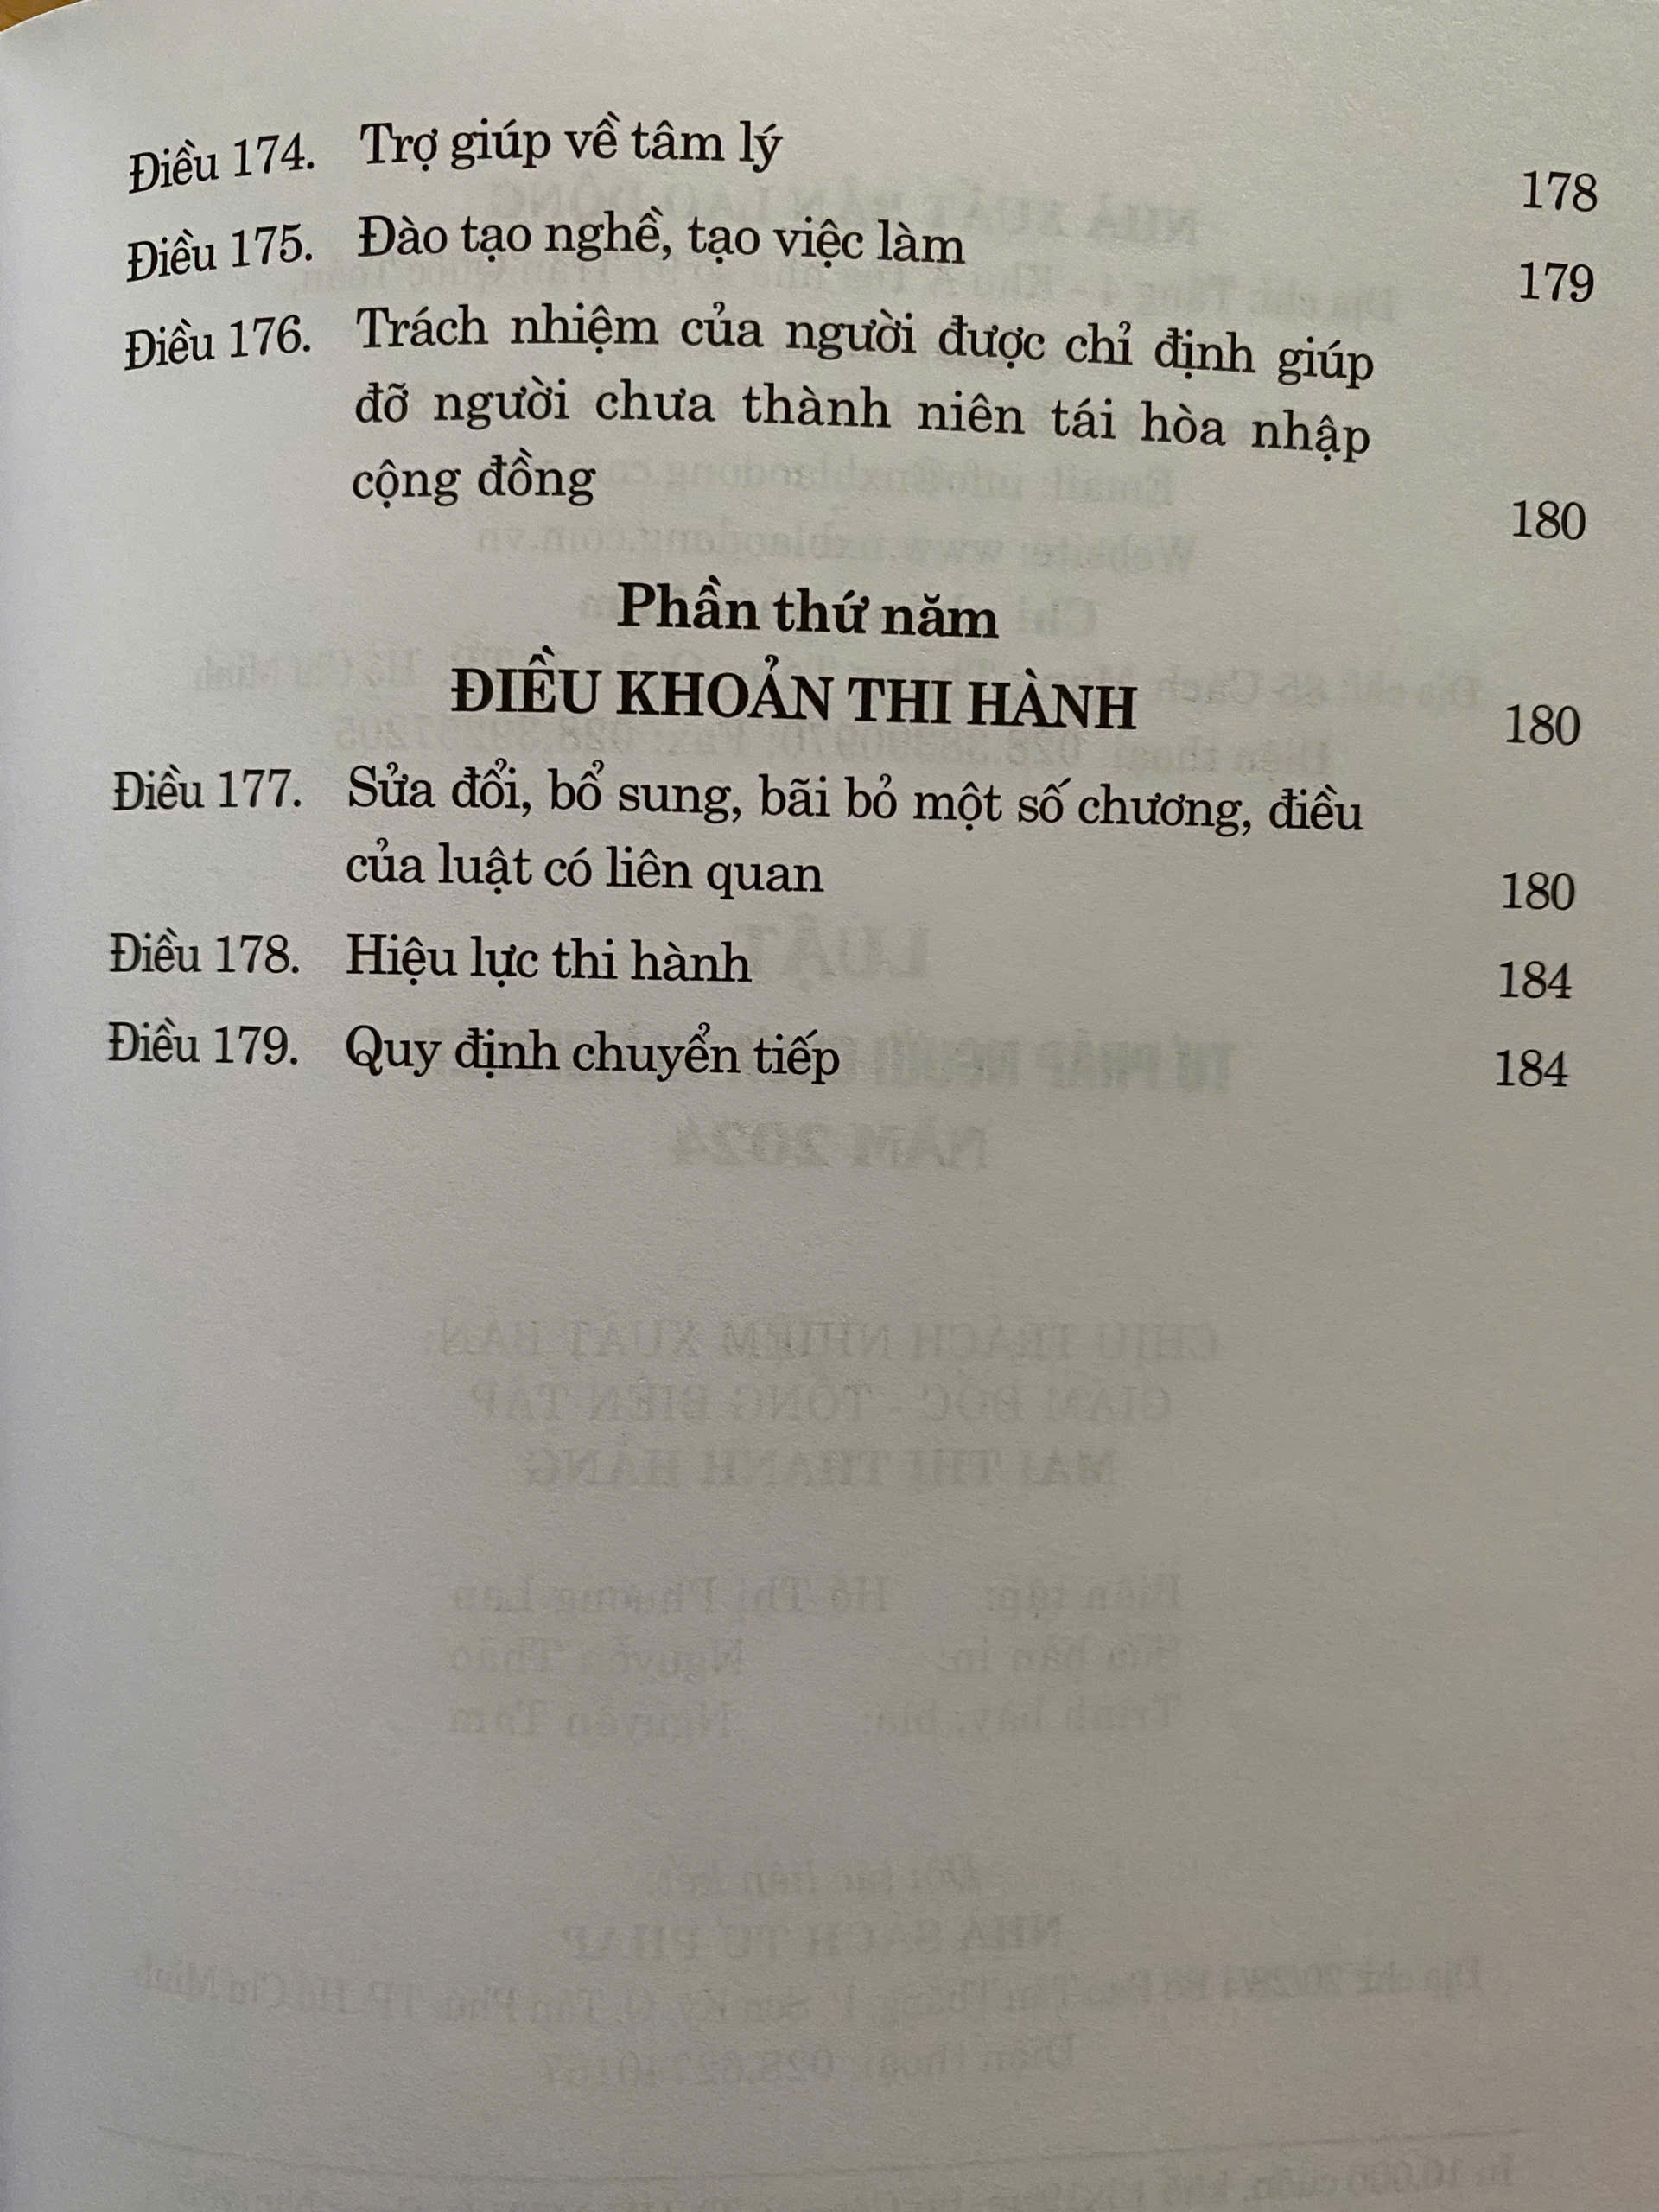 Điều 174. Trợ giúp về tâm lý 178
Điều 175. Đào tạo nghề, tạo việc làm 179
Điều 176. Trách nhiệm của người được chỉ định giúp
đỡ người chưa thành niên tái hòa nhập
cộng đồng 180
Phần thứ năm
ĐIỀU KHOẢN THI HÀNH 180
Điều 177. Sửa đổi, bổ sung, bãi bỏ một số chương, điều
của luật có liên quan 180
Điều 178. Hiệu lực thi hành 184
Điều 179. Quy định chuyển tiếp 184